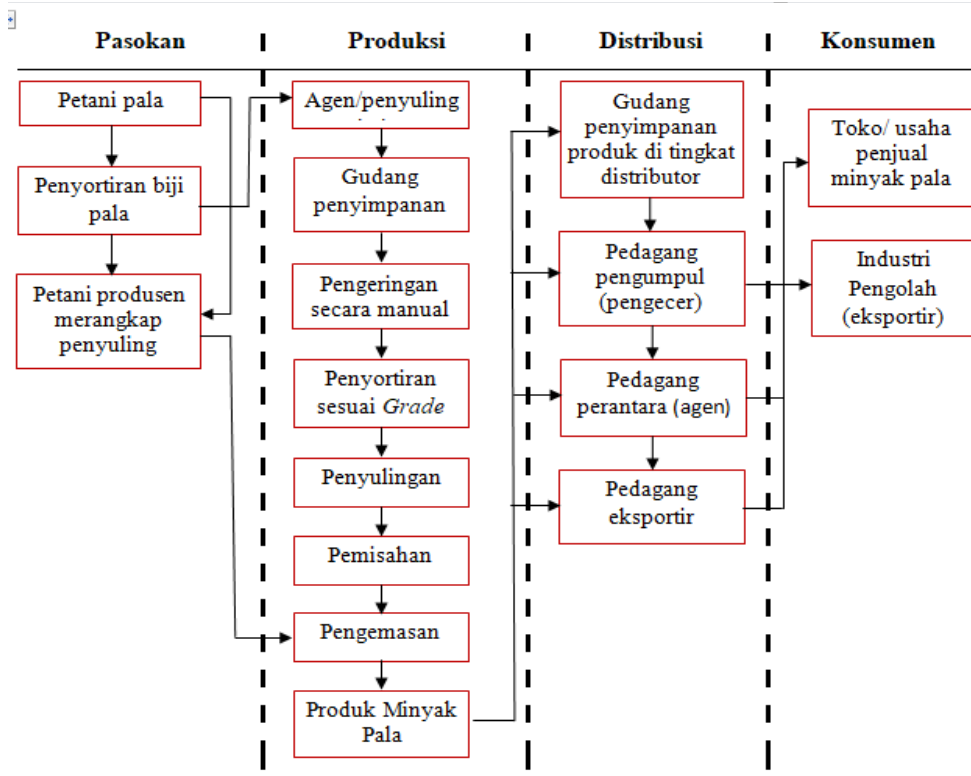 Pasokan
Produksi
Distribusi
Konsumen
Petani pala
Penyortiran biji
pala
Petani produsen
merangkap
penyuling
Agen/penyuling
Gudang
penyimpanan
Pengeringan
secara manual
Penyortiran
sesuai Grade
Penyulingan
Pemisahan
Pengemasan
Produk Minyak
Pala
Gudang
penyimpanan
produk di tingkat
distributor
Pedagang
pengumpul
(pengecer)
Pedagang
perantara (agen)
Pedagang
eksportir
Toko/ usaha
penjual
minyak pala
Industri
Pengolah
(eksportir)